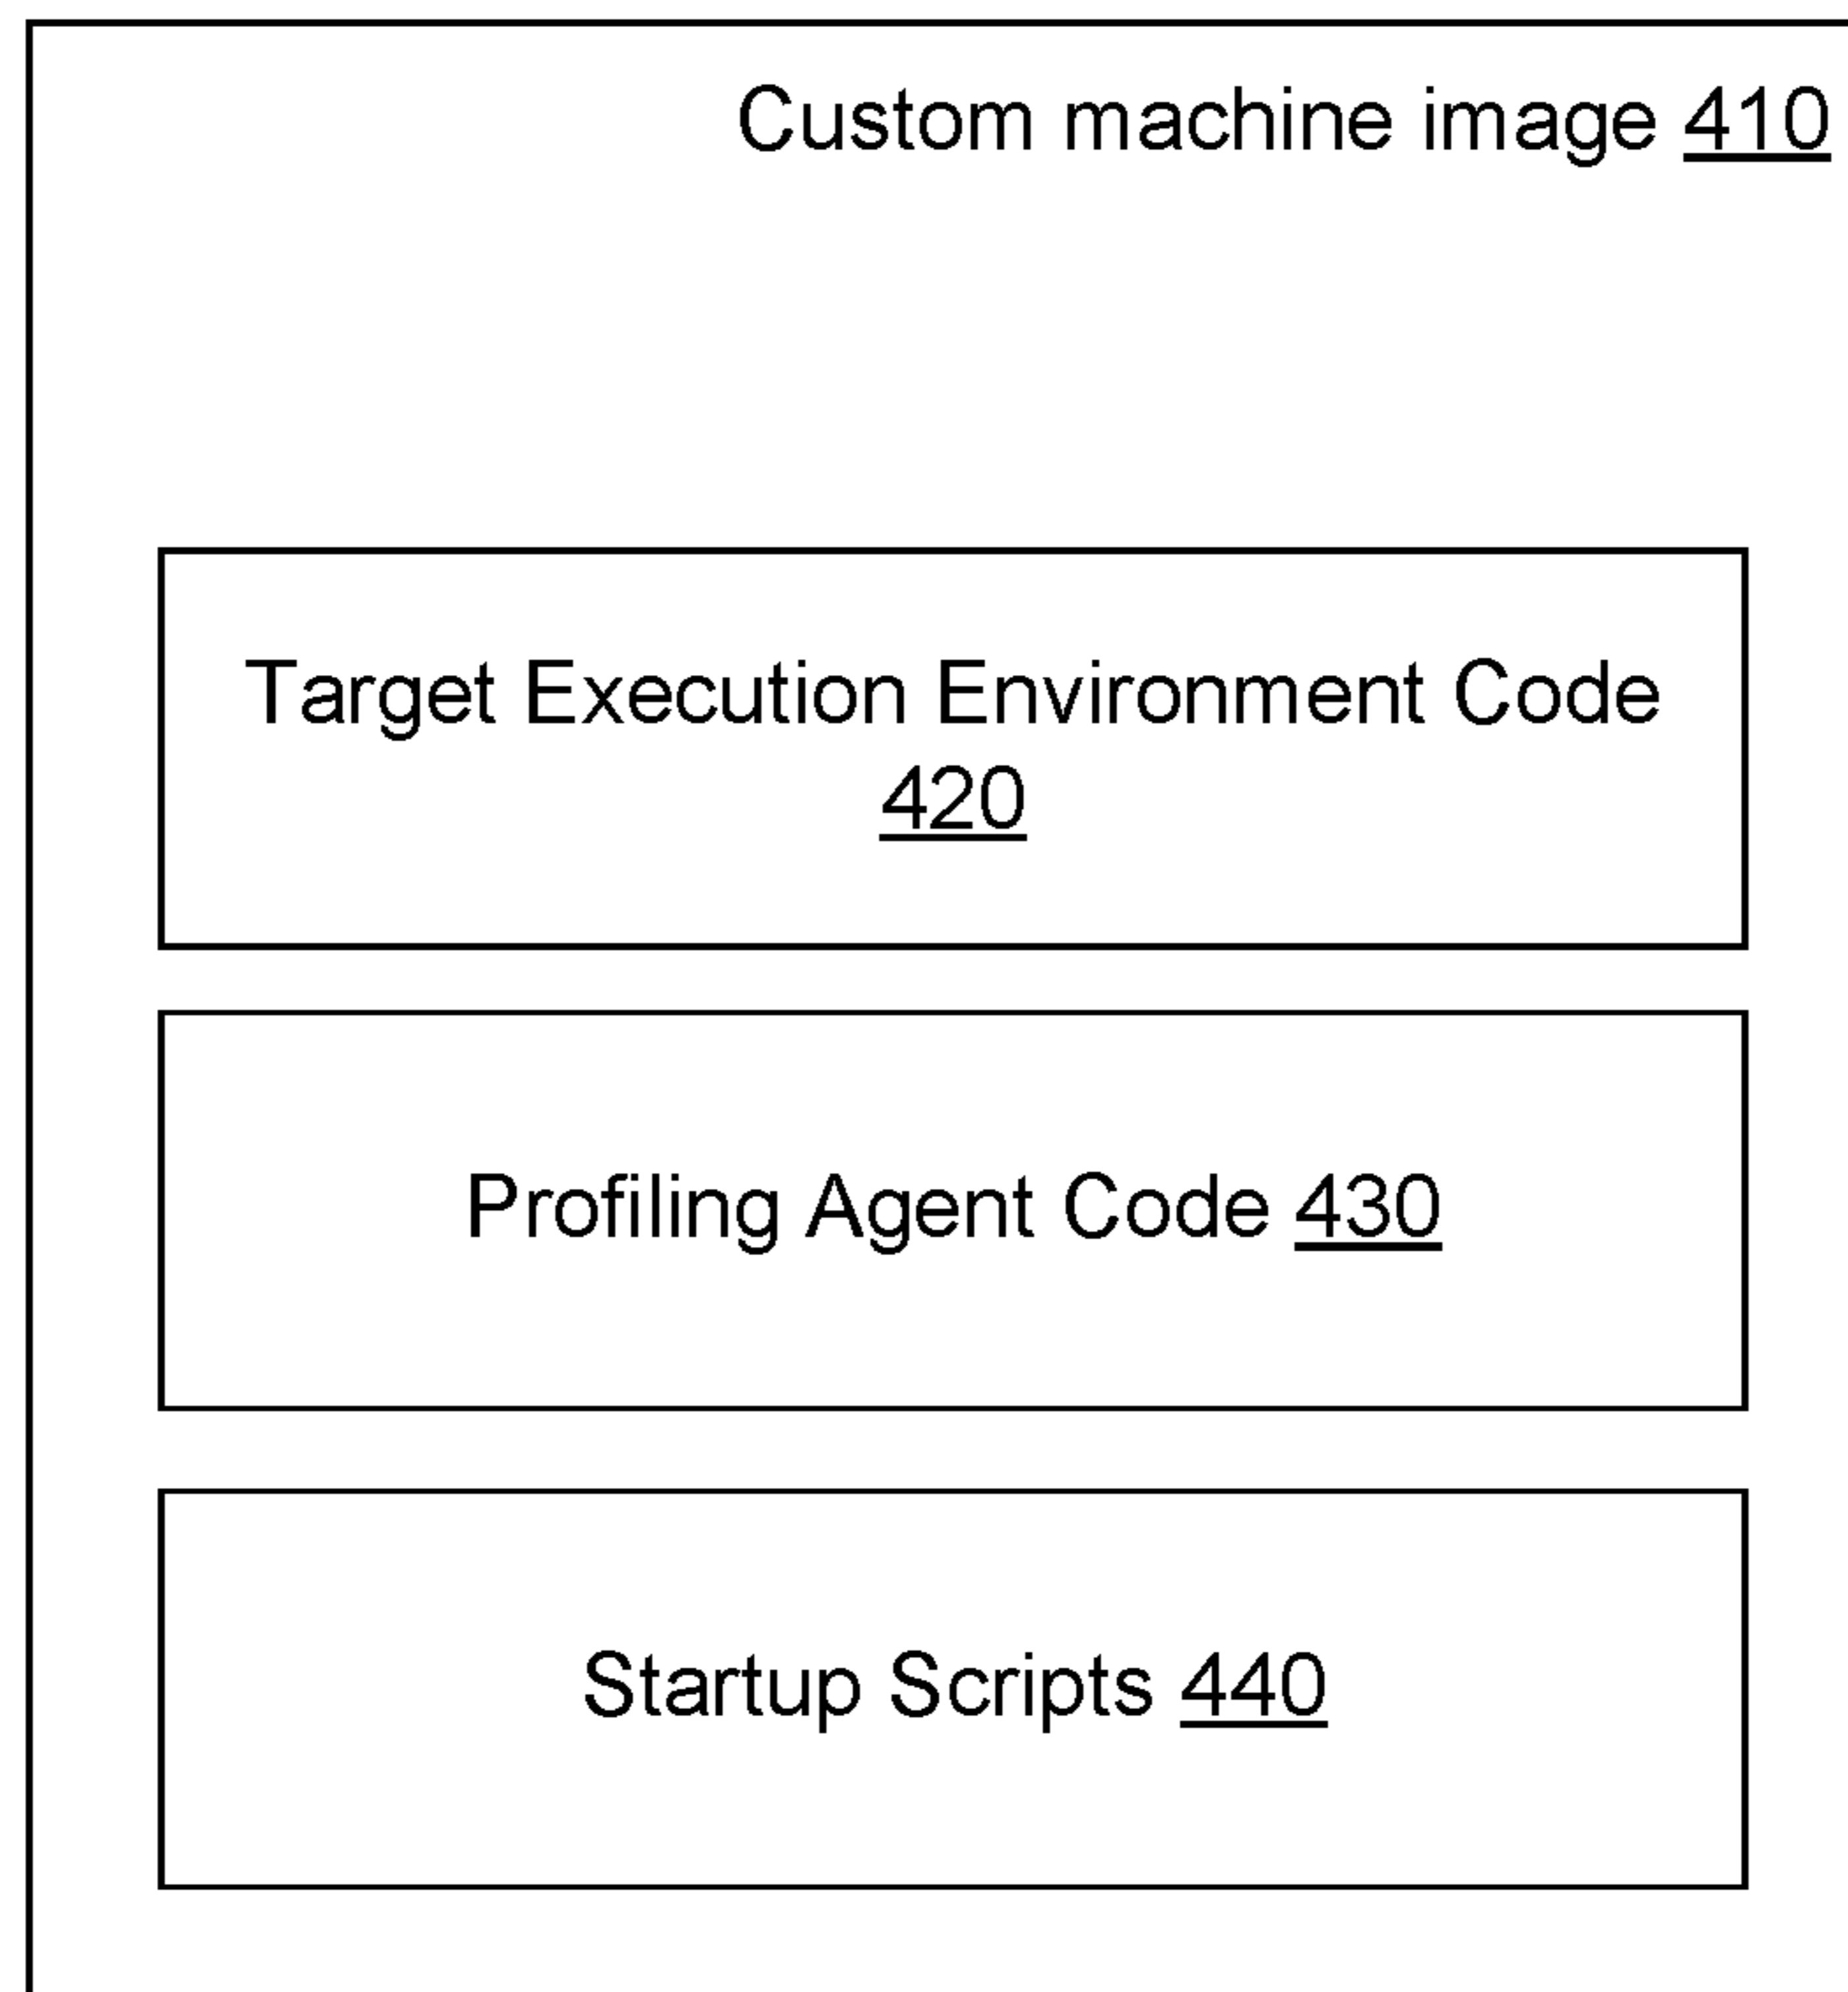 Custom machine image 410
Target Execution Environment Code
420
Profiling Agent Code 430
Startup Scripts 440